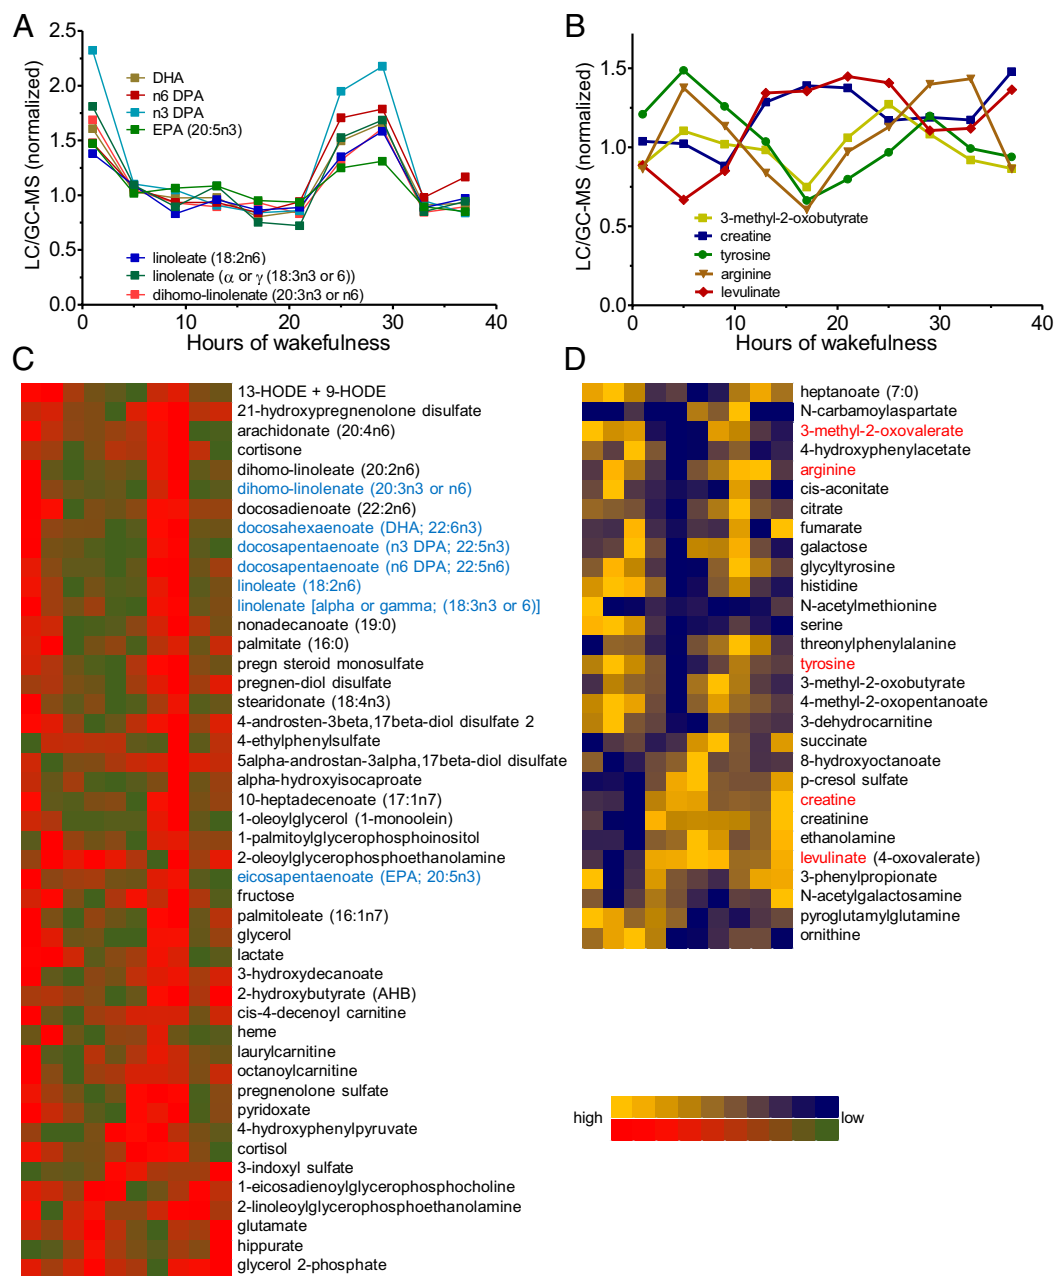 A
LC/GC-MS (normalized)
2.5
2.0
1.5
1.0
0.5
0.0
0
10
20
30
40
Hours of wakefulness
DHA
n6 DPA
n3 DPA
EPA (20:5n3)
linoleate (18:2n6)
linolenate (α or γ (18:3n3 or 6))
dihomo-linolenate (20:3n3 or n6)
B
LC/GC-MS (normalized)
1.5
1.0
0.5
0.0
0
10
20
30
40
Hours of wakefulness
3-methyl-2-oxobutyrate
creatine
tyrosine
arginine
levulinate
C
13-HODE + 9-HODE
21-hydroxypregnenolone disulfate
arachidonate (20:4n6)
cortisone
dihomo-linoleate (20:2n6)
dihomo-linolenate (20:3n3 or n6)
docosadienoate (22:2n6)
docosahexaenoate (DHA; 22:6n3)
docosapentaenoate (n3 DPA; 22:5n3)
docosapentaenoate (n6 DPA; 22:5n6)
linoleate (18:2n6)
linolenate [alpha or gamma; (18:3n3 or 6)]
nonadecanoate (19:0)
palmitate (16:0)
pregn steroid monosulfate
pregnen-diol disulfate
stearidonate (18:4n3)
4-androsten-3beta,17beta-diol disulfate 2
4-ethylphenylsulfate
5alpha-androstan-3alpha,17beta-diol disulfate
alpha-hydroxyisocaproate
10-heptadecenoate (17:1n7)
1-oleoylglycerol (1-monoolein)
1-palmitoylglycerophosphoinositol
2-oleoylglycerophosphoethanolamine
eicosapentaenoate (EPA; 20:5n3)
fructose
palmitoleate (16:1n7)
glycerol
lactate
3-hydroxydecanoate
2-hydroxybutyrate (AHB)
cis-4-decenoyl carnitine
heme
laurylcarnitine
octanoylcarnitine
pregnenolone sulfate
pyridoxate
4-hydroxyphenylpyruvate
cortisol
3-indoxyl sulfate
1-eicosadienoylglycerophosphocholine
2-linoleoylglycerophosphoethanolamine
glutamate
hippurate
glycerol 2-phosphate
D
heptanoate (7:0)
N-carbamoylaspartate
3-methyl-2-oxovalerate
4-hydroxyphenylacetate
arginine
cis-aconitate
citrate
fumarate
galactose
glycyltyrosine
histidine
N-acetylmethionine
serine
threonylphenylalanine
tyrosine
3-methyl-2-oxobutyrate
4-methyl-2-oxopentanoate
3-dehydrocarnitine
succinate
8-hydroxyoctanoate
p-cresol sulfate
creatine
creatinine
ethanolamine
levulinate (4-oxovalerate)
3-phenylpropionate
N-acetylgalactosamine
pyroglutamylglutamine
ornithine
high
low